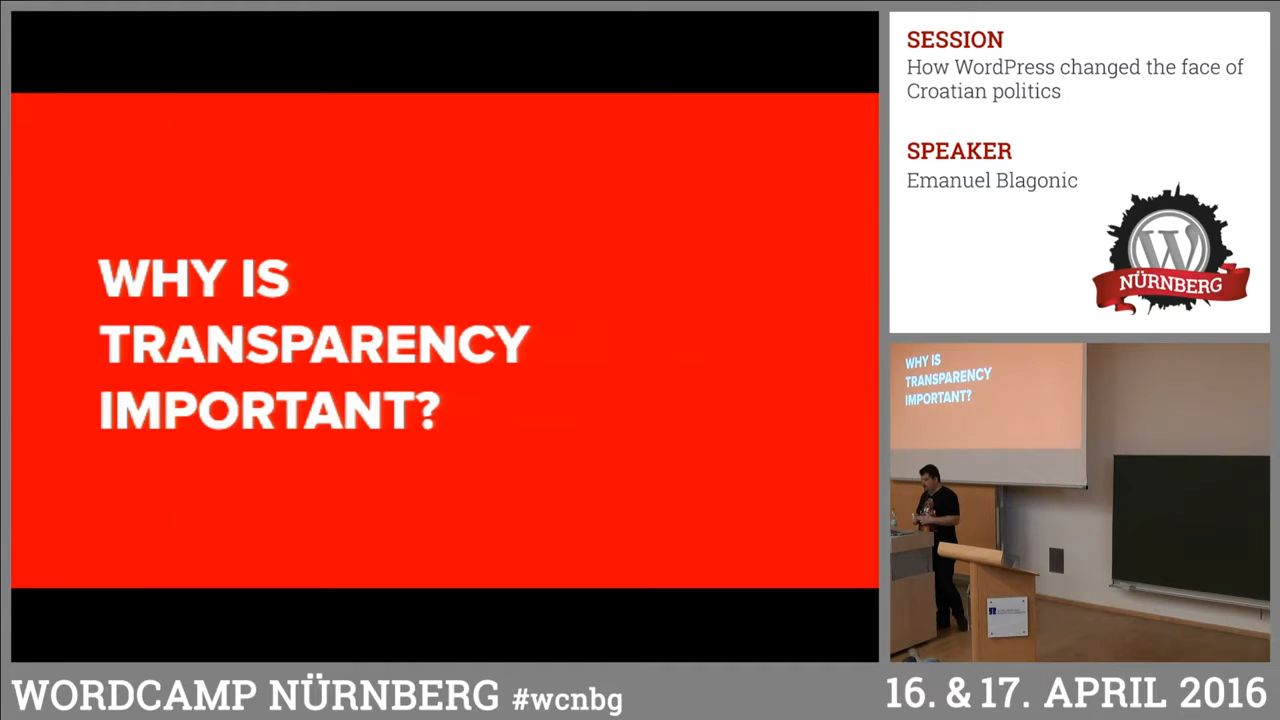 WHY IS
TRANSPARENCY
IMPORTANT?
SESSION
How WordPress changed the face of
Croatian politics
SPEAKER
Emanuel Blagonic
W
NÜRNBERG
WHY IS
TRANSPARENCY
IMPORTANT?
WORDCAMP NÜRNBERG #wcnbg
16. & 17. APRIL 2016